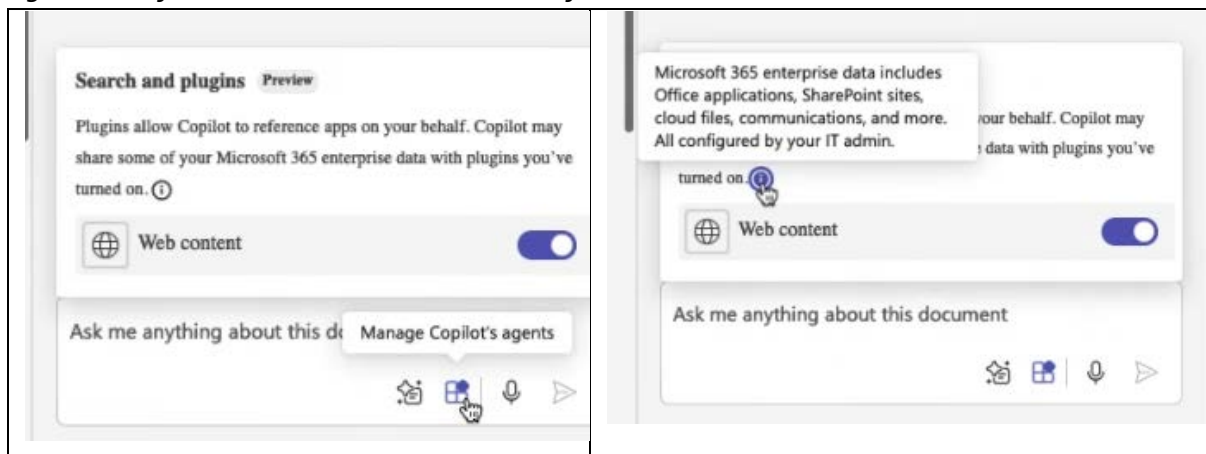 Search and plugins Preview
Plugins allow Copilot to reference apps on your behalf. Copilot may
share some of your Microsoft 365 enterprise data with plugins you've
turned on.
Web content
Ask me anything about this do
Manage Copilot's agents
Microsoft 365 enterprise data includes
Office applications, SharePoint sites,
cloud files, communications, and more.
All configured by your IT admin.
your behalf. Copilot may
data with plugins you've
turned on.
Web content
Ask me anything about this document